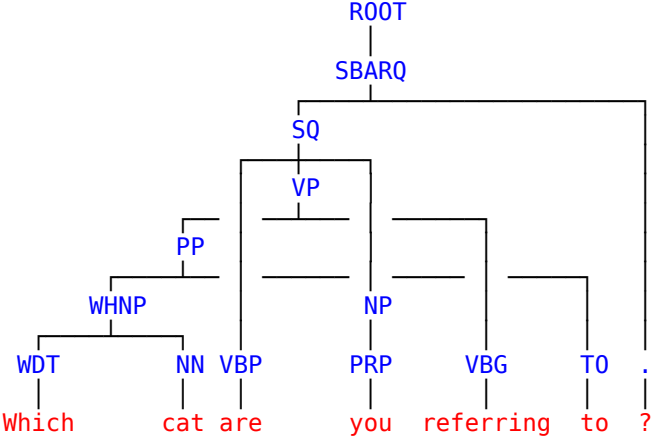 ROOT
SBARQ
SQ
VP
PP
WHNP NP
WDT NN VBP PRP VBG TO .
Which cat are you referring to ?